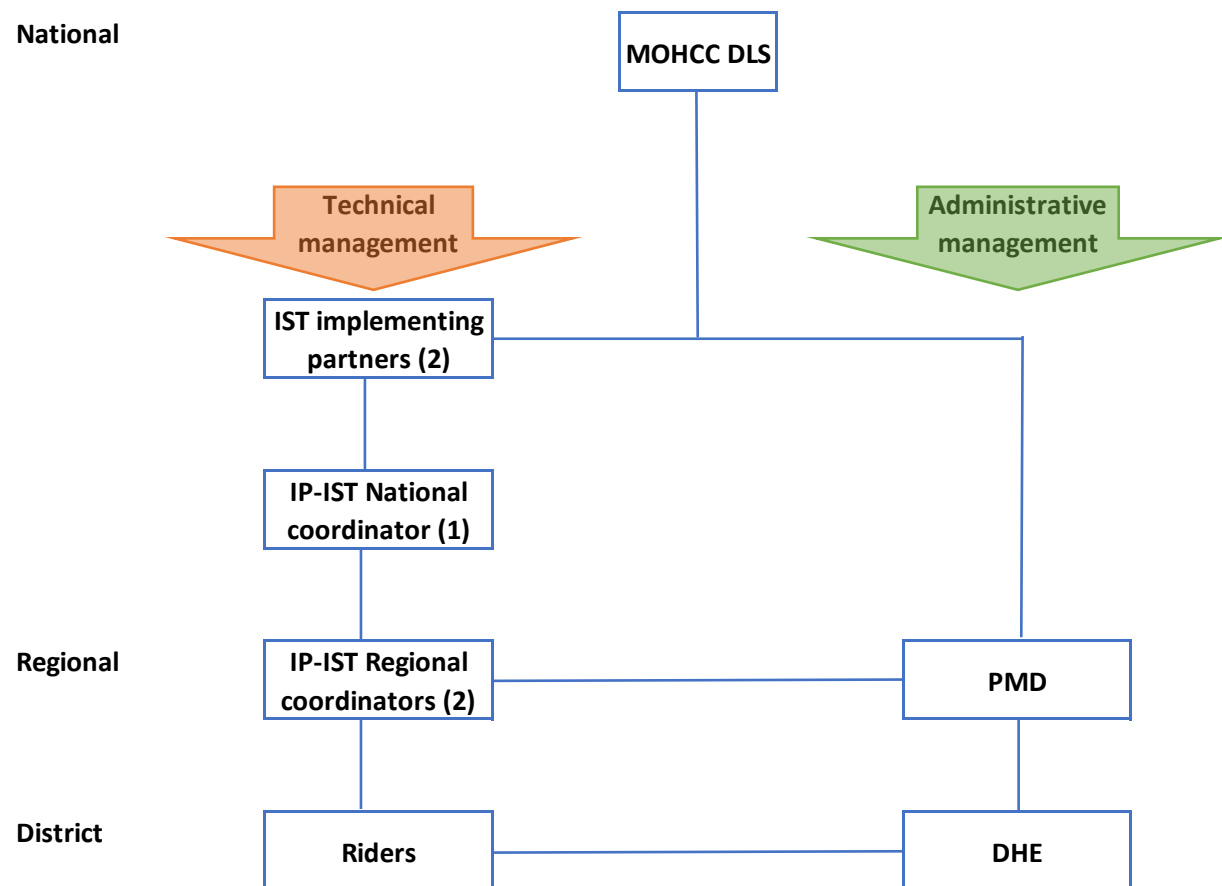 National
MOHCC DLS
Technical
management
Administrative
management
IST implementing
partners (2)
IP-IST National
coordinator (1)
Regional
IP-IST Regional
coordinators (2)
PMD
District
Riders
DHE